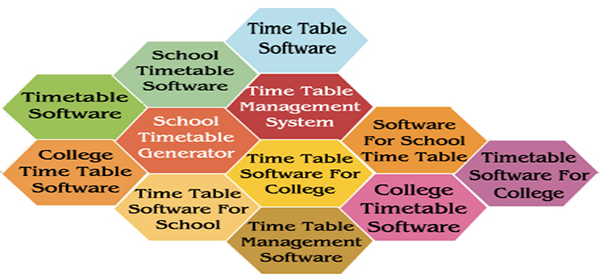 Time Table
Software
School
Timetable
Software
Timetable
Software
Time Table
Management
System
School
Timetable
Generator
Software
For School
Time Table
College
Time Table
Software
Time Table
Software For
College
Timetable
Software For
College
Time Table
Software For
School
College
Timetable
Software
Time Table
Management
Software